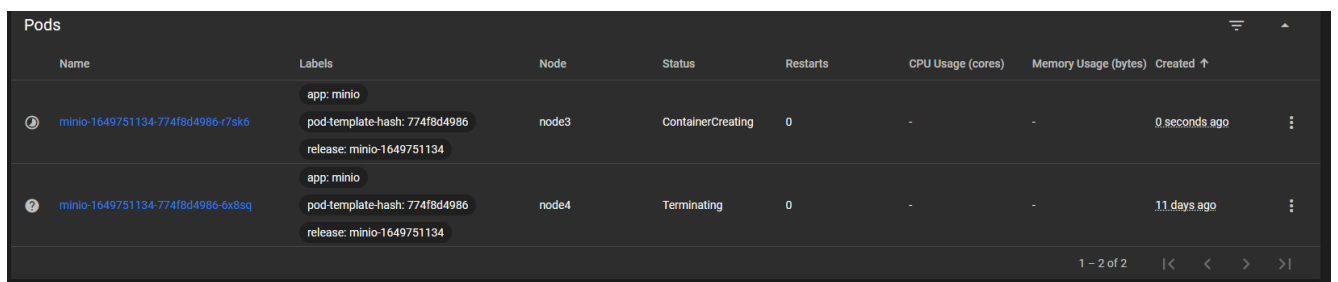 Pods
Name Labels Node Status Restarts CPU Usage (cores) Memory Usage (bytes) Created ↑
app: minio
minio-1649751134-774f8d4986-r7sk6 pod-template-hash: 774f8d4986 node3 ContainerCreating 0 - - 0 seconds ago
release: minio-1649751134
app: minio
minio-1649751134-774f8d4986-6x8sq pod-template-hash: 774f8d4986 node4 Terminating 0 - - 11 days ago
release: minio-1649751134
1 – 2 of 2